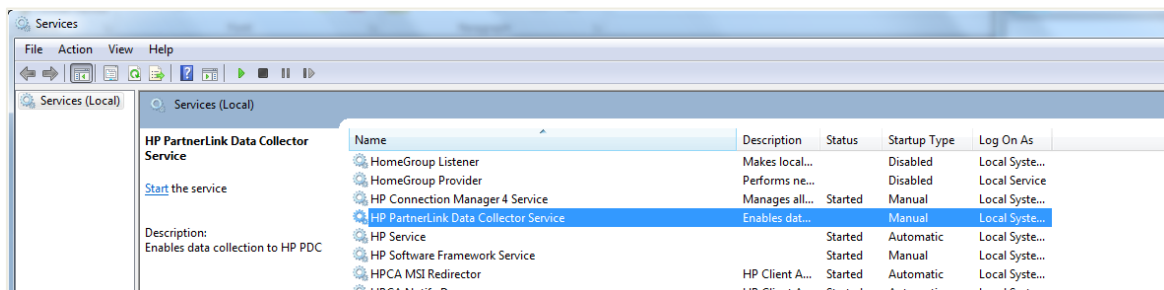 Services
File Action View Help
Services (Local)
Services (Local)
HP PartnerLink Data Collector
Service
Start the service
Description:
Enables data collection to HP PDC
Name Description Status Startup Type Log On As
HomeGroup Listener Makes local... Disabled Local Syste...
HomeGroup Provider Performs ne... Disabled Local Service
HP Connection Manager 4 Service Manages all... Started Manual Local Syste...
HP PartnerLink Data Collector Service Enables dat... Manual Local Syste...
HP Service Started Automatic Local Syste...
HP Software Framework Service Started Manual Local Syste...
HPCA MSI Redirector HP Client A... Started Automatic Local Syste...